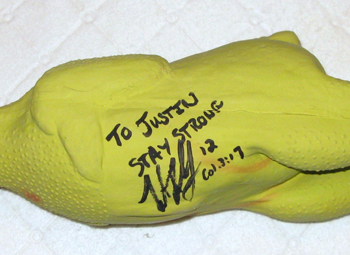 TO JUSTIN
STAY STRONG
12
Col 3:17